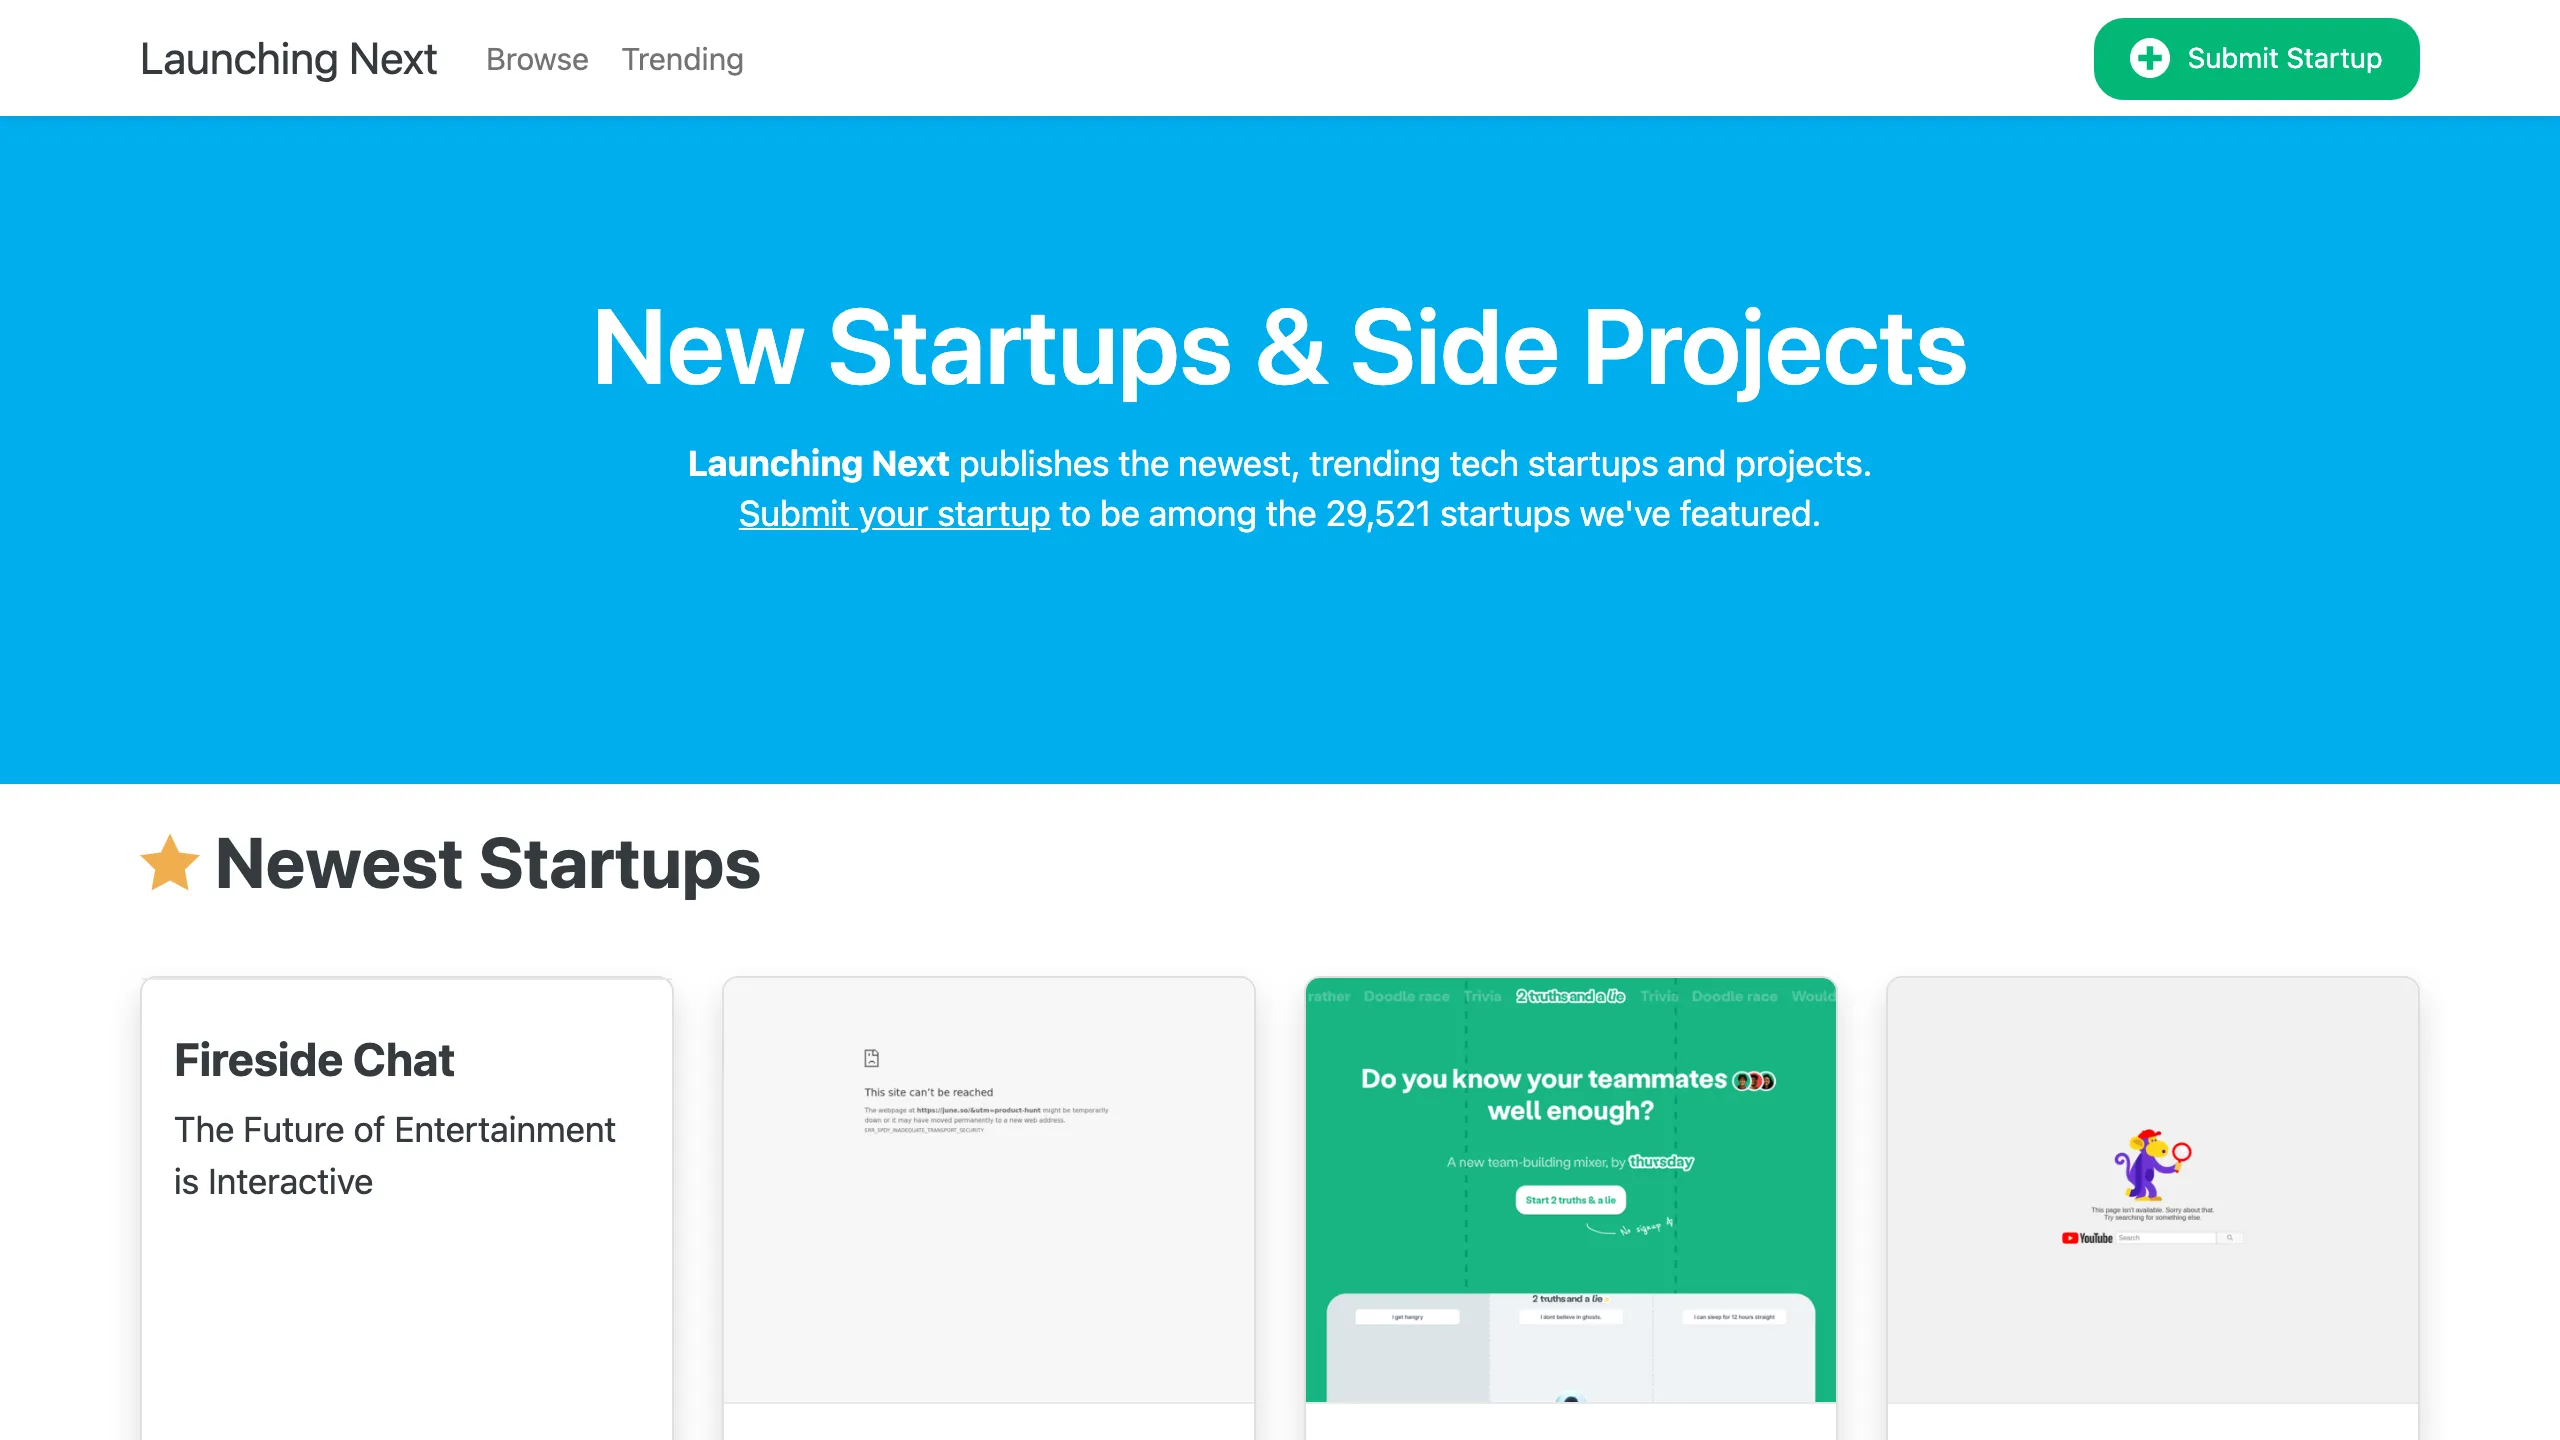 Launching Next
Browse
Trending
Submit Startup
New Startups & Side Projects
Launching Next publishes the newest, trending tech startups and projects.
Submit your startup to be among the 29,521 startups we've featured.
Newest Startups
Fireside Chat
The Future of Entertainment
is Interactive
This site can't be reached
The webpage at https://june.so/&utm=product-hunt might be temporarily
down or it may have moved permanently to a new web address.
ERR_SPDY_INADEQUATE_TRANSPORT_SECURITY
rather Doodle race Trivia 2 truths and a lie Trivia Doodle race Would
Do you know your teammates
well enough?
A new team-building mixer, by thursday
Start 2 truths & a lie
No signup
2 truths and a lie
I get hangry
I dont believe in ghosts.
I can sleep for 12 hours straight
This page isn't available. Sorry about that.
Try searching for something else.
YouTube
Search